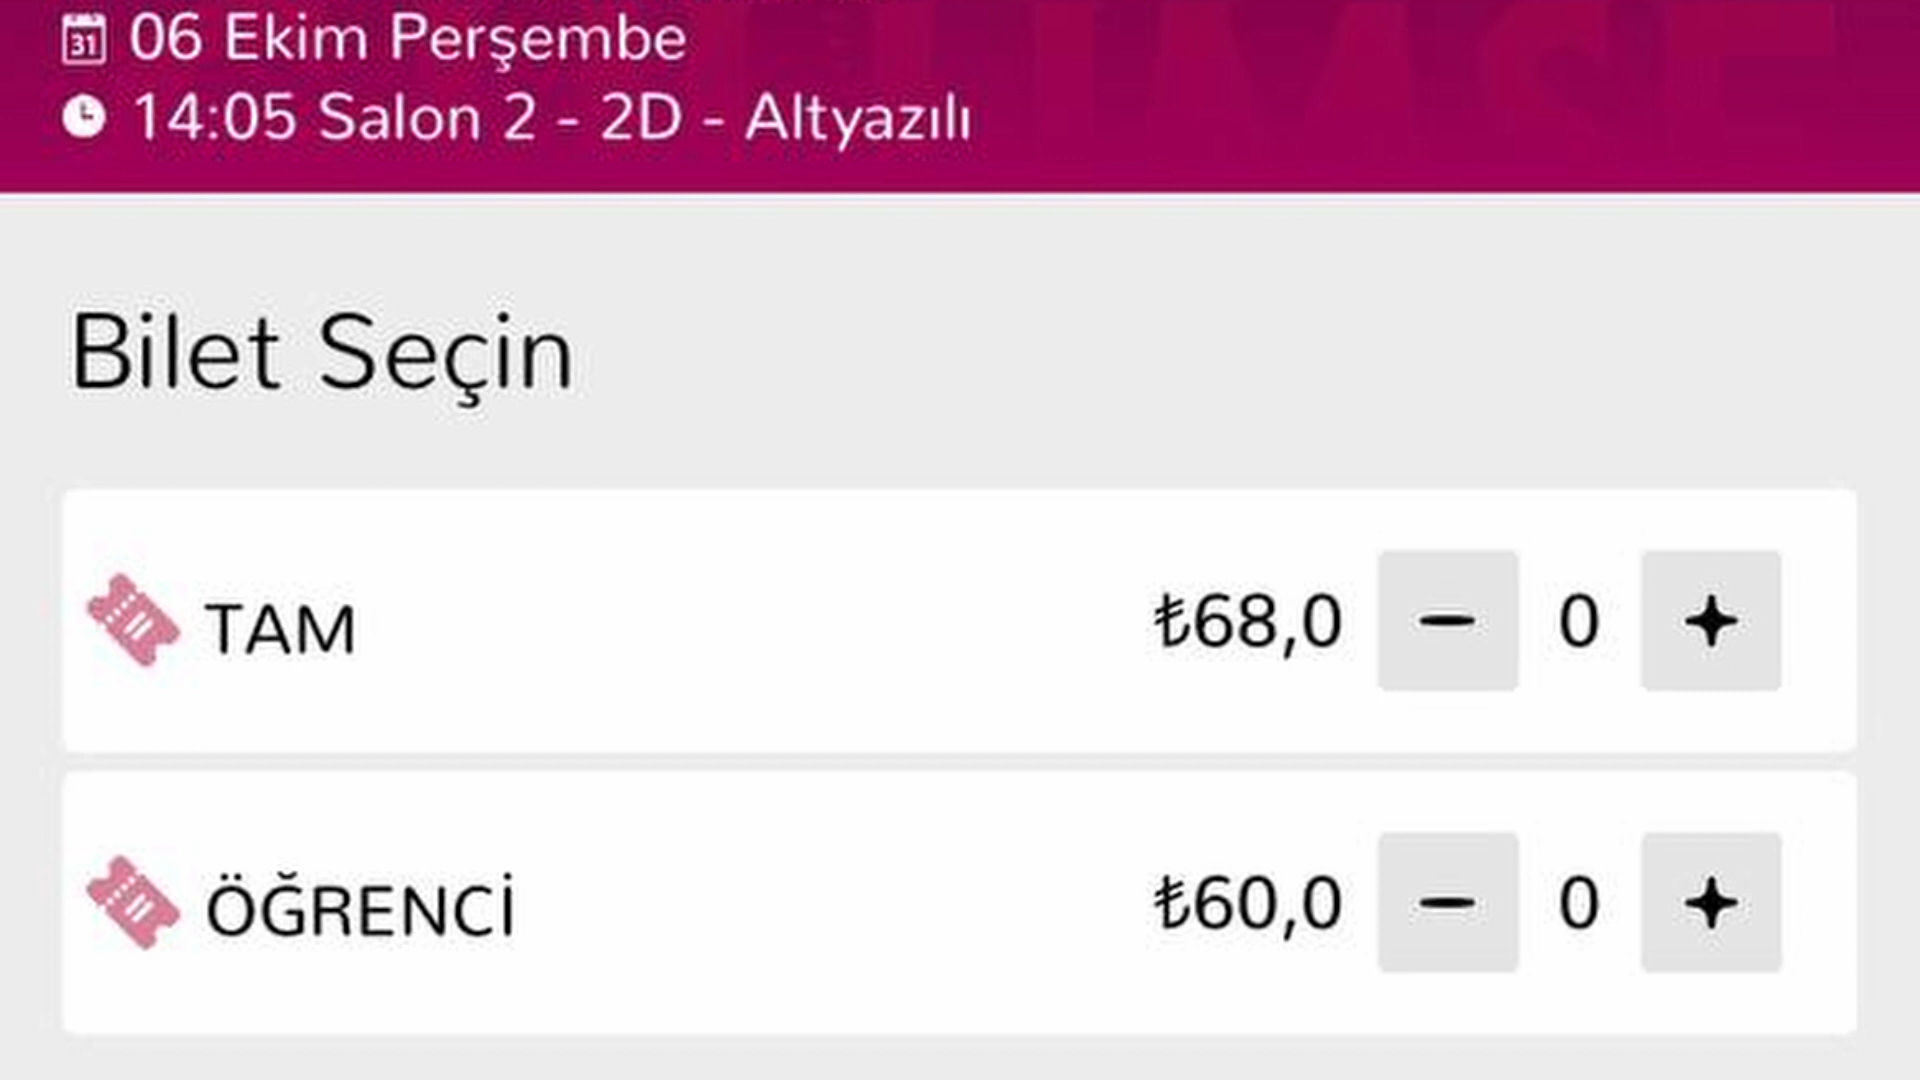 06 Ekim Perşembe
14:05 Salon 2 - 2D - Altyazılı
Bilet Seçin
TAM ₺68,0 − 0 +
ÖĞRENCİ ₺60,0 − 0 +